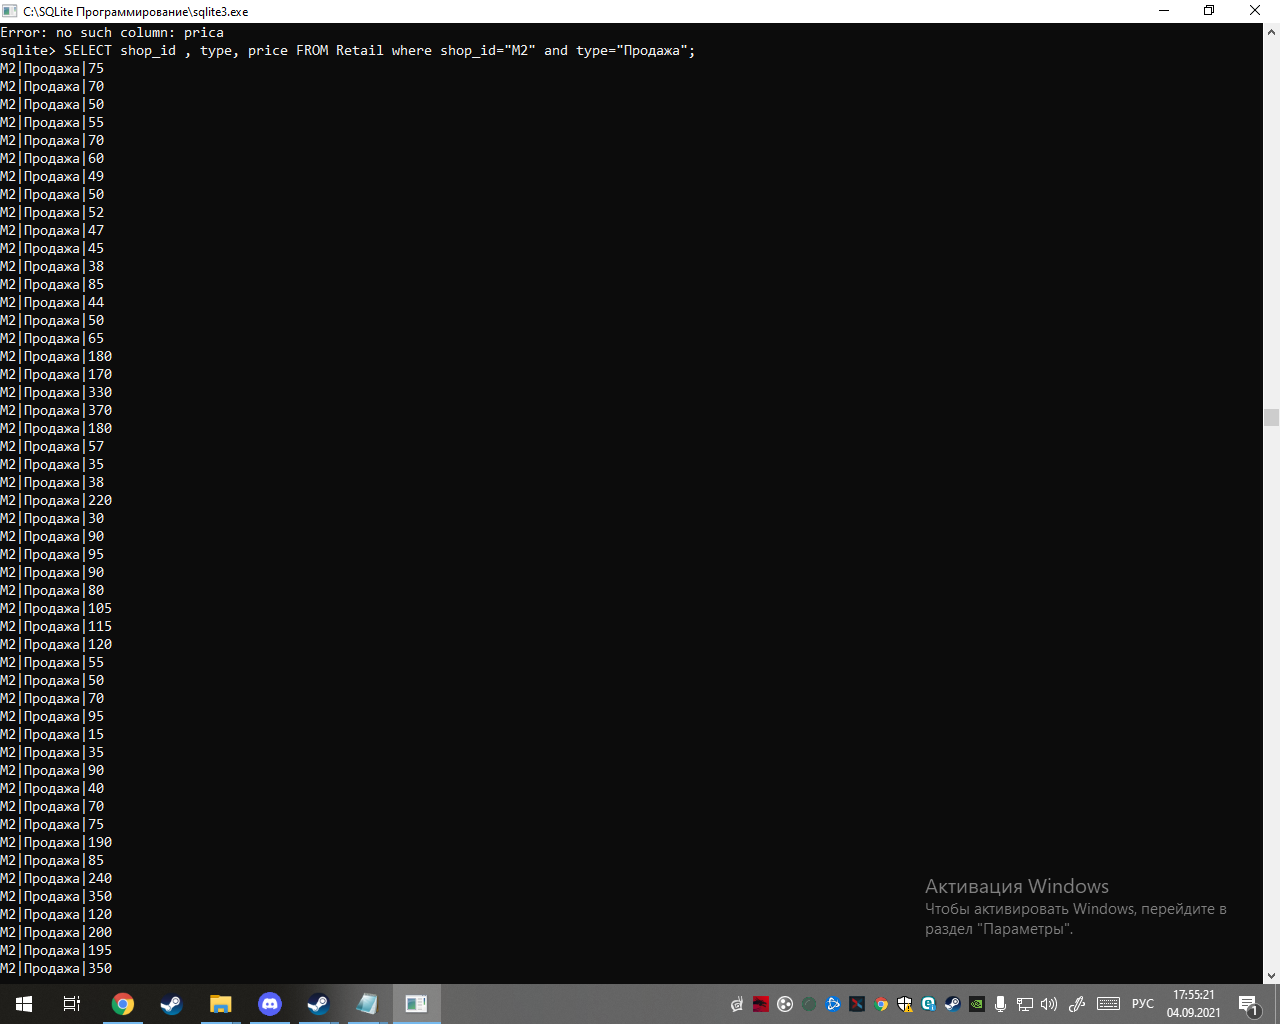 C:\SQLite Программирование\sqlite3.exe
Error: no such column: prica
sqlite> SELECT shop_id , type, price FROM Retail where shop_id="M2" and type="Продажа";
M2|Продажа|75
M2|Продажа|70
M2|Продажа|50
M2|Продажа|55
M2|Продажа|70
M2|Продажа|60
M2|Продажа|49
M2|Продажа|50
M2|Продажа|52
M2|Продажа|47
M2|Продажа|45
M2|Продажа|38
M2|Продажа|85
M2|Продажа|44
M2|Продажа|50
M2|Продажа|65
M2|Продажа|180
M2|Продажа|170
M2|Продажа|330
M2|Продажа|370
M2|Продажа|180
M2|Продажа|57
M2|Продажа|35
M2|Продажа|38
M2|Продажа|220
M2|Продажа|30
M2|Продажа|90
M2|Продажа|95
M2|Продажа|90
M2|Продажа|80
M2|Продажа|105
M2|Продажа|115
M2|Продажа|120
M2|Продажа|55
M2|Продажа|50
M2|Продажа|70
M2|Продажа|95
M2|Продажа|15
M2|Продажа|35
M2|Продажа|90
M2|Продажа|40
M2|Продажа|70
M2|Продажа|75
M2|Продажа|190
M2|Продажа|85
M2|Продажа|240
M2|Продажа|350
M2|Продажа|120
M2|Продажа|200
M2|Продажа|195
M2|Продажа|350
Активация Windows
Чтобы активировать Windows, перейдите в
раздел "Параметры".
РУС
17:55:21
04.09.2021
1